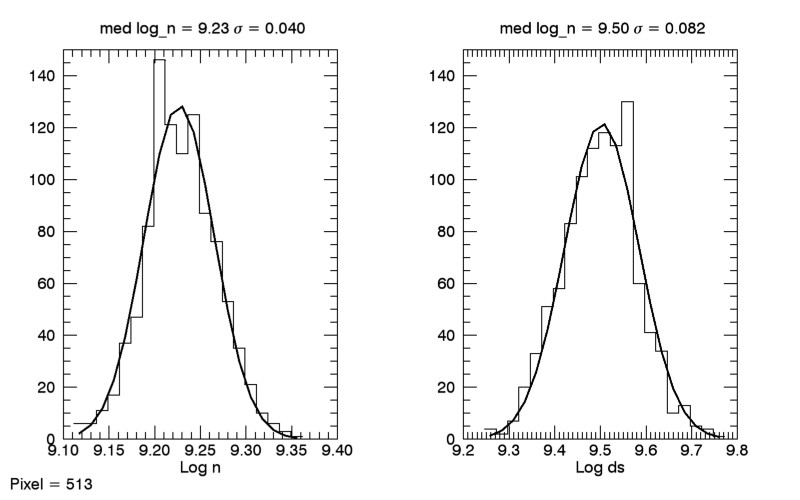 med log_n = 9.23 σ = 0.040
140
120
100
80
60
40
20
0
9.10 9.15 9.20 9.25 9.30 9.35 9.40
Log n
med log_n = 9.50 σ = 0.082
140
120
100
80
60
40
20
0
9.2 9.3 9.4 9.5 9.6 9.7 9.8
Log ds
Pixel = 513